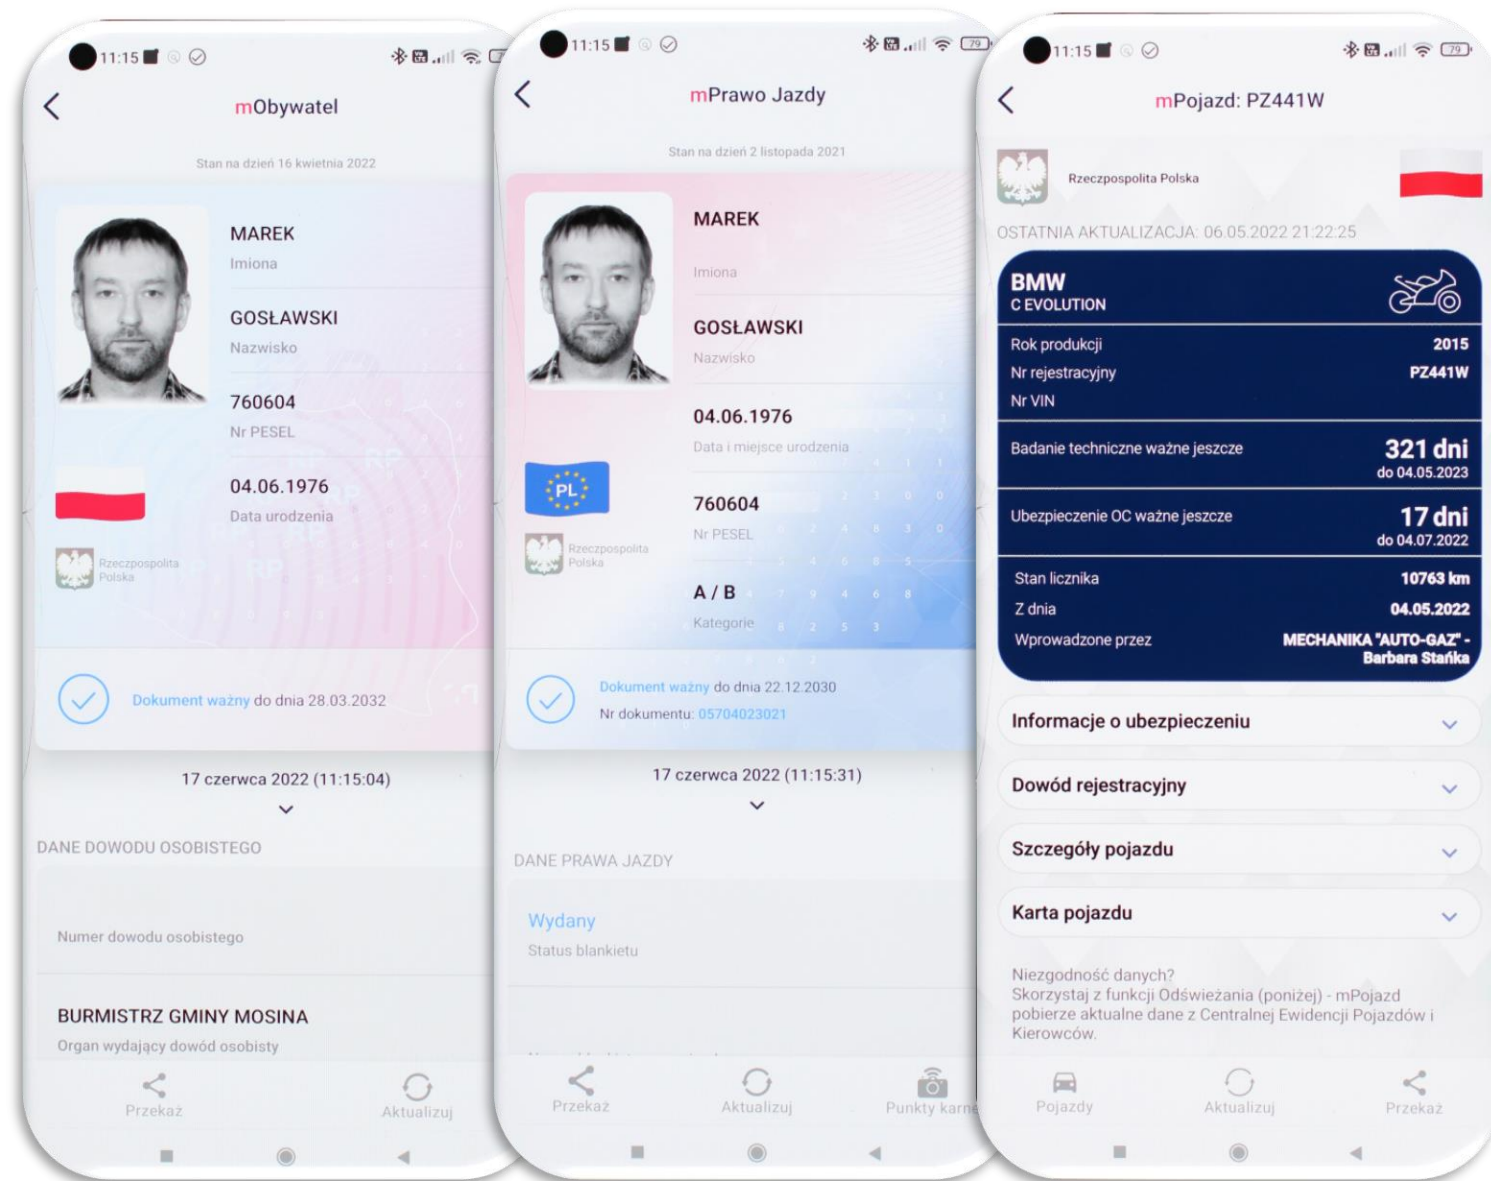 11:15
mObywatel
Stan na dzień 16 kwietnia 2022
MAREK
Imiona
GOSŁAWSKI
Nazwisko
760604
Nr PESEL
04.06.1976
Data urodzenia
Rzeczpospolita
Polska
Dokument ważny do dnia 28.03.2032
17 czerwca 2022 (11:15:04)
DANE DOWODU OSOBISTEGO
Numer dowodu osobistego
BURMISTRZ GMINY MOSINA
Organ wydający dowód osobisty
Przekaż
Aktualizuj
11:15
79
mPrawo Jazdy
Stan na dzień 2 listopada 2021
MAREK
Imiona
GOSŁAWSKI
Nazwisko
04.06.1976
Data i miejsce urodzenia
PL
760604
Nr PESEL
Rzeczpospolita
Polska
A / B
Kategorie
Dokument ważny do dnia 22.12.2030
Nr dokumentu: 05704023021
17 czerwca 2022 (11:15:31)
DANE PRAWA JAZDY
Wydany
Status blankietu
Przekaż
Aktualizuj
Punkty karne
11:15
79
mPojazd: PZ441W
Rzeczpospolita Polska
OSTATNIA AKTUALIZACJA: 06.05.2022 21:22:25
BMW
C EVOLUTION
Rok produkcji 2015
Nr rejestracyjny PZ441W
Nr VIN
Badanie techniczne ważne jeszcze 321 dni
do 04.05.2023
Ubezpieczenie OC ważne jeszcze 17 dni
do 04.07.2022
Stan licznika 10763 km
Z dnia 04.05.2022
Wprowadzone przez MECHANIKA "AUTO-GAZ" -
Barbara Stańka
Informacje o ubezpieczeniu
Dowód rejestracyjny
Szczegóły pojazdu
Karta pojazdu
Niezgodność danych?
Skorzystaj z funkcji Odświeżania (poniżej) - mPojazd
pobierze aktualne dane z Centralnej Ewidencji Pojazdów i
Kierowców.
Pojazdy
Aktualizuj
Przekaż